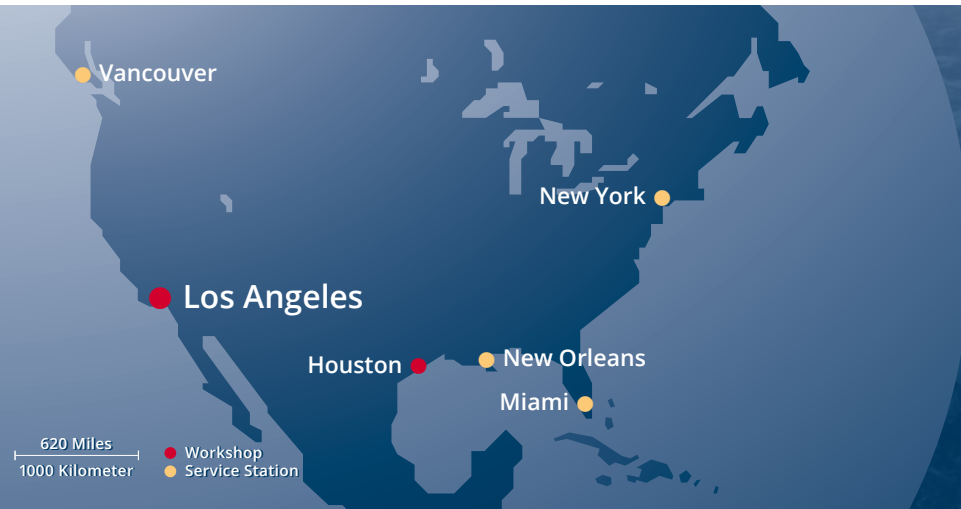 Vancouver
New York
Los Angeles
Houston
New Orleans
Miami
620 Miles
1000 Kilometer
Workshop
Service Station